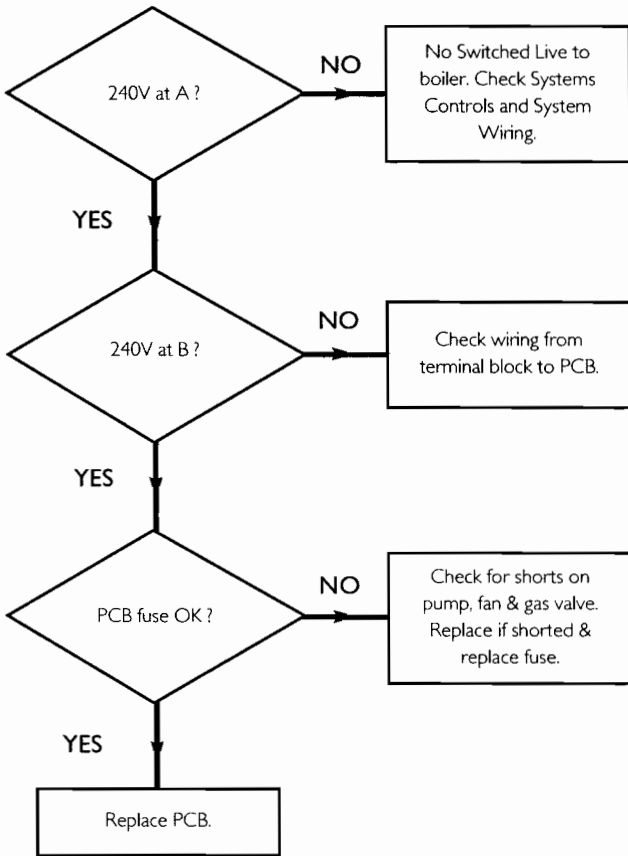 240V at A ?
NO
No Switched Live to
boiler. Check Systems
Controls and System
Wiring.
YES
240V at B ?
NO
Check wiring from
terminal block to PCB.
YES
PCB fuse OK ?
NO
Check for shorts on
pump, fan & gas valve.
Replace if shorted &
replace fuse.
YES
Replace PCB.